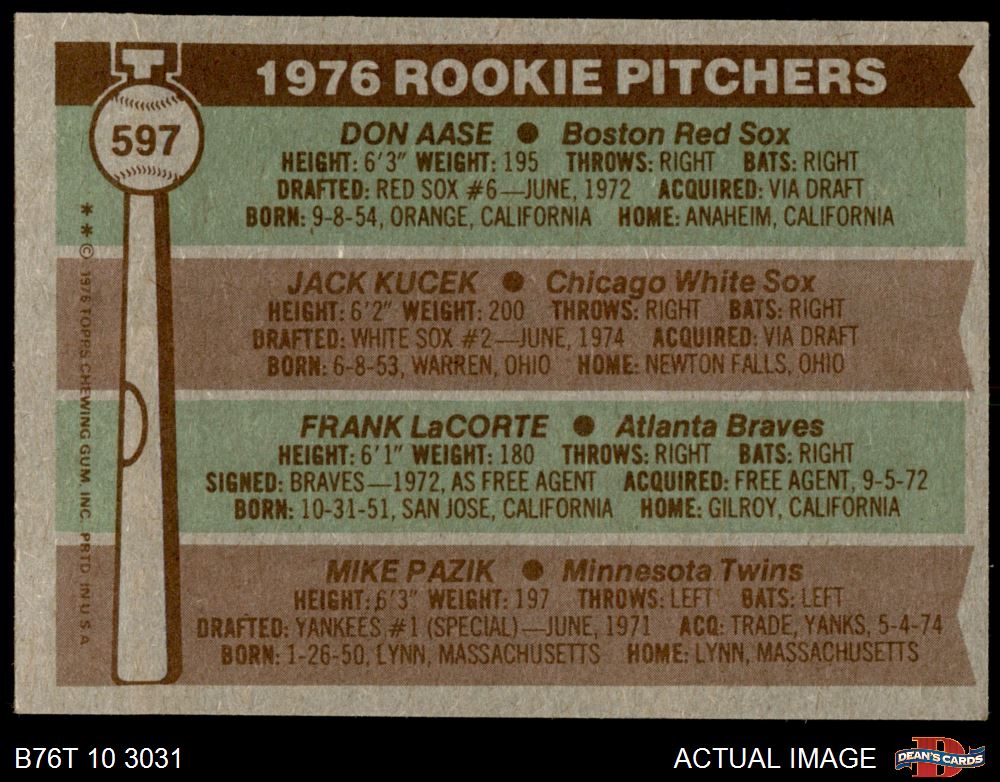 1976 ROOKIE PITCHERS
597
DON AASE ● Boston Red Sox
HEIGHT: 6'3" WEIGHT: 195 THROWS: RIGHT BATS: RIGHT
DRAFTED: RED SOX #6—JUNE, 1972 ACQUIRED: VIA DRAFT
BORN: 9-8-54, ORANGE, CALIFORNIA HOME: ANAHEIM, CALIFORNIA
JACK KUCEK ● Chicago White Sox
HEIGHT: 6'2" WEIGHT: 200 THROWS: RIGHT BATS: RIGHT
DRAFTED: WHITE SOX #2—JUNE, 1974 ACQUIRED: VIA DRAFT
BORN: 6-8-53, WARREN, OHIO HOME: NEWTON FALLS, OHIO
FRANK LaCORTE ● Atlanta Braves
HEIGHT: 6'1" WEIGHT: 180 THROWS: RIGHT BATS: RIGHT
SIGNED: BRAVES—1972, AS FREE AGENT ACQUIRED: FREE AGENT, 9-5-72
BORN: 10-31-51, SAN JOSE, CALIFORNIA HOME: GILROY, CALIFORNIA
MIKE PAZIK ● Minnesota Twins
HEIGHT: 6'3" WEIGHT: 197 THROWS: LEFT BATS: LEFT
DRAFTED: YANKEES #1 (SPECIAL)—JUNE, 1971 ACQ: TRADE, YANKS, 5-4-74
BORN: 1-26-50, LYNN, MASSACHUSETTS HOME: LYNN, MASSACHUSETTS
* * © 1976 TOPPS CHEWING GUM INC. PRTD IN U S A
B76T 10 3031
ACTUAL IMAGE
D
DEAN'S CARDS